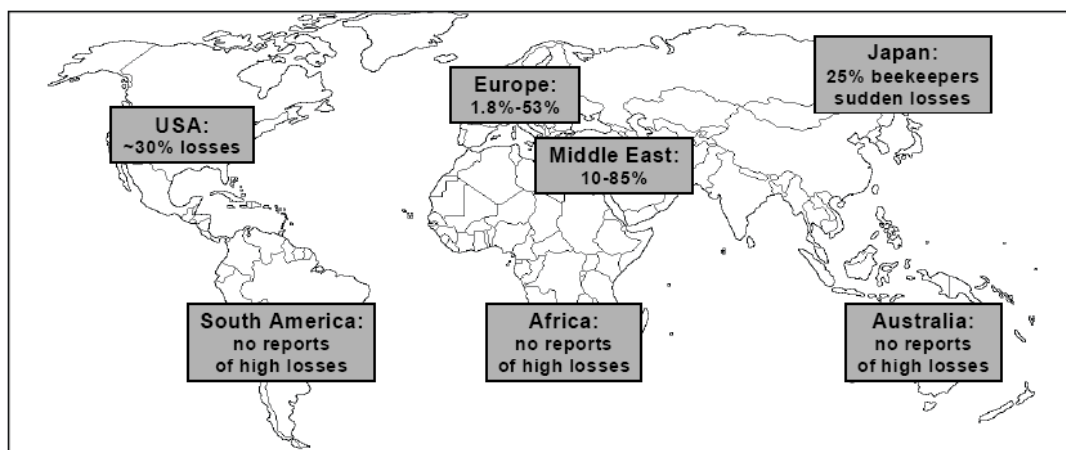 Japan:
25% beekeepers
sudden losses
Europe:
1.8%-53%
USA:
~30% losses
Middle East:
10-85%
South America:
no reports
of high losses
Africa:
no reports
of high losses
Australia:
no reports
of high losses